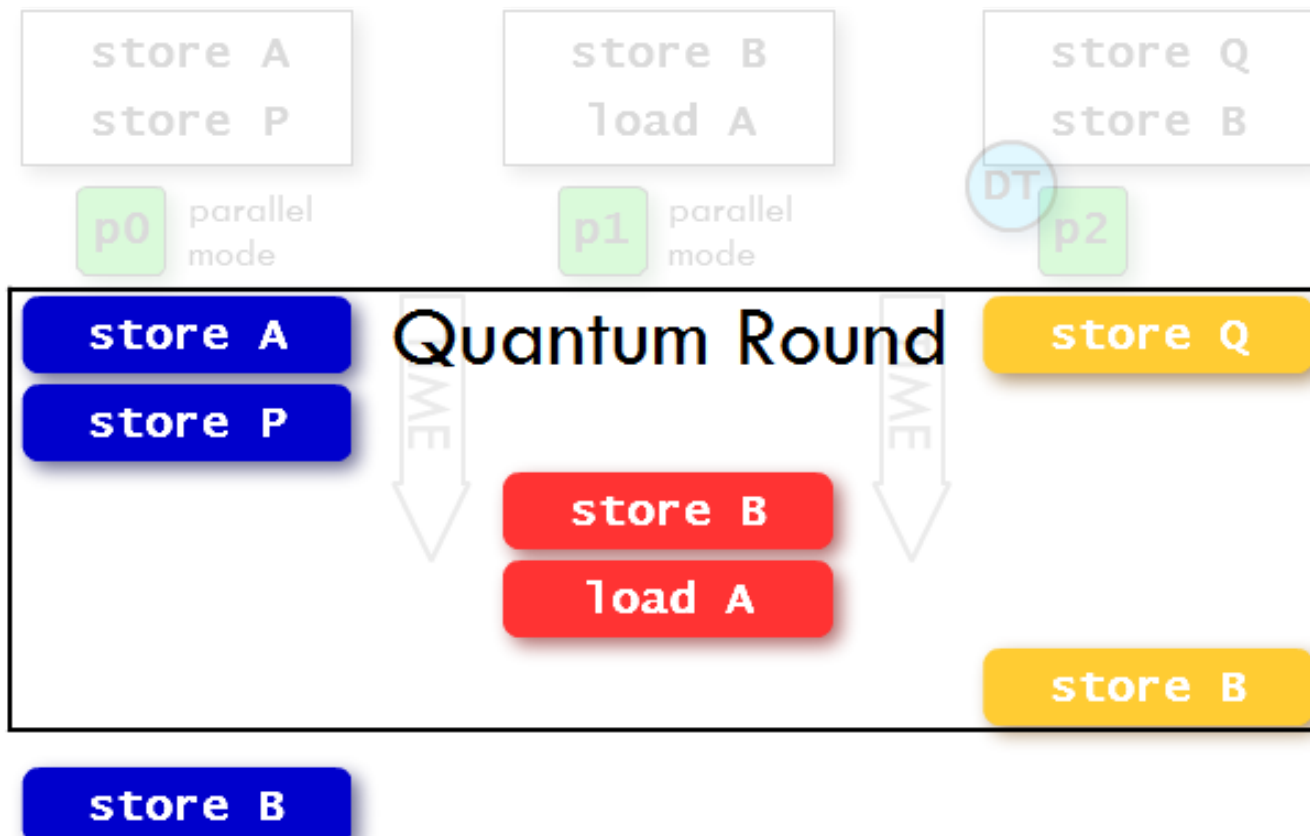 store A
store P
store B
load A
store Q
store B
p0
parallel
mode
p1
parallel
mode
DT
p2
store A
Quantum Round
store Q
store P
store B
load A
store B
store B